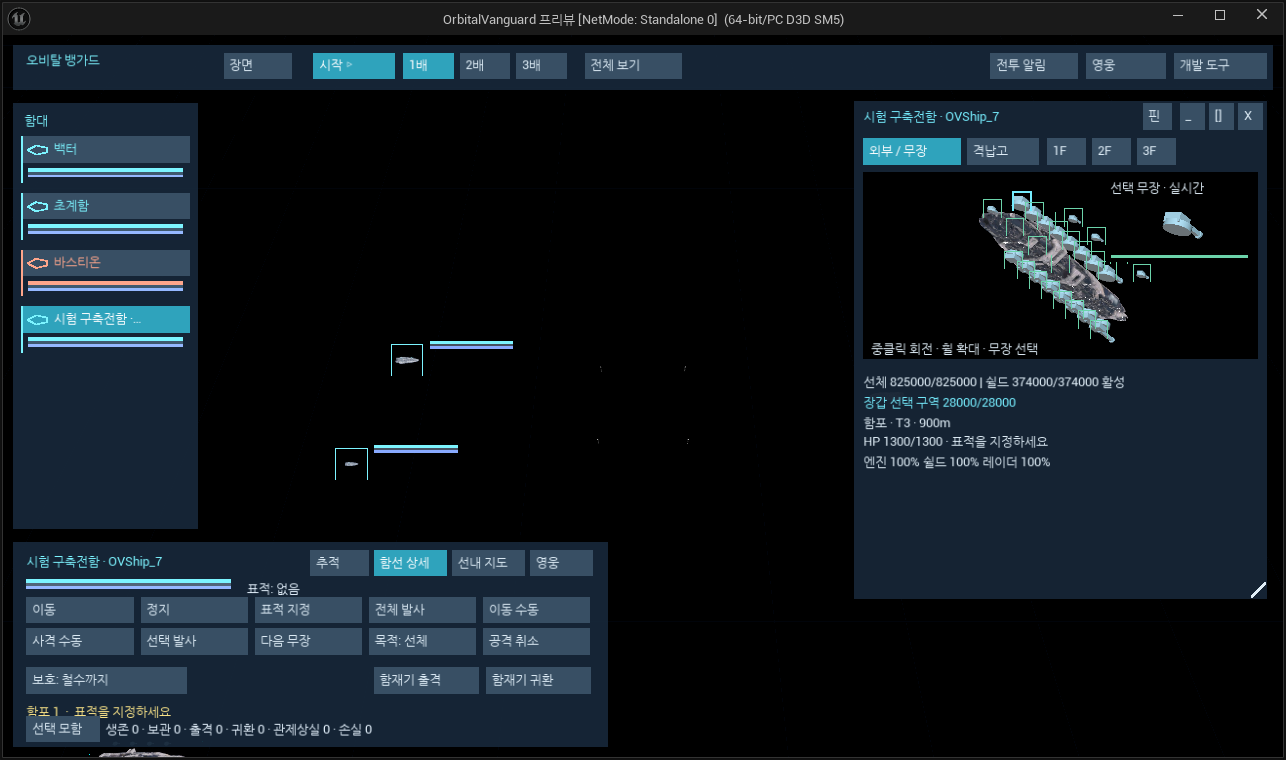 OrbitalVanguard 프리뷰 [NetMode: Standalone 0] (64-bit/PC D3D SM5)
오비탈 뱅가드
장면 시작 1배 2배 3배 전체 보기 전투 알림 영웅 개발 도구
함대
백터
초계함
바스티온
시험 구축전함 ·...
시험 구축전함 · OVShip_7 핀 _ [] X
외부 / 무장 격납고 1F 2F 3F
선택 무장 · 실시간
중클릭 회전 · 휠 확대 · 무장 선택
선체 825000/825000 | 쉴드 374000/374000 활성
장갑 선택 구역 28000/28000
함포 · T3 · 900m
HP 1300/1300 · 표적을 지정하세요
엔진 100% 쉴드 100% 레이더 100%
시험 구축전함 · OVShip_7 추적 함선 상세 선내 지도 영웅
표적: 없음
이동 정지 표적 지정 전체 발사 이동 수동
사격 수동 선택 발사 다음 무장 목적: 선체 공격 취소
보호: 철수까지 함재기 출격 함재기 귀환
함포 1 · 표적을 지정하세요
선택 모함 생존 0 · 보관 0 · 출격 0 · 귀환 0 · 관제상실 0 · 손실 0